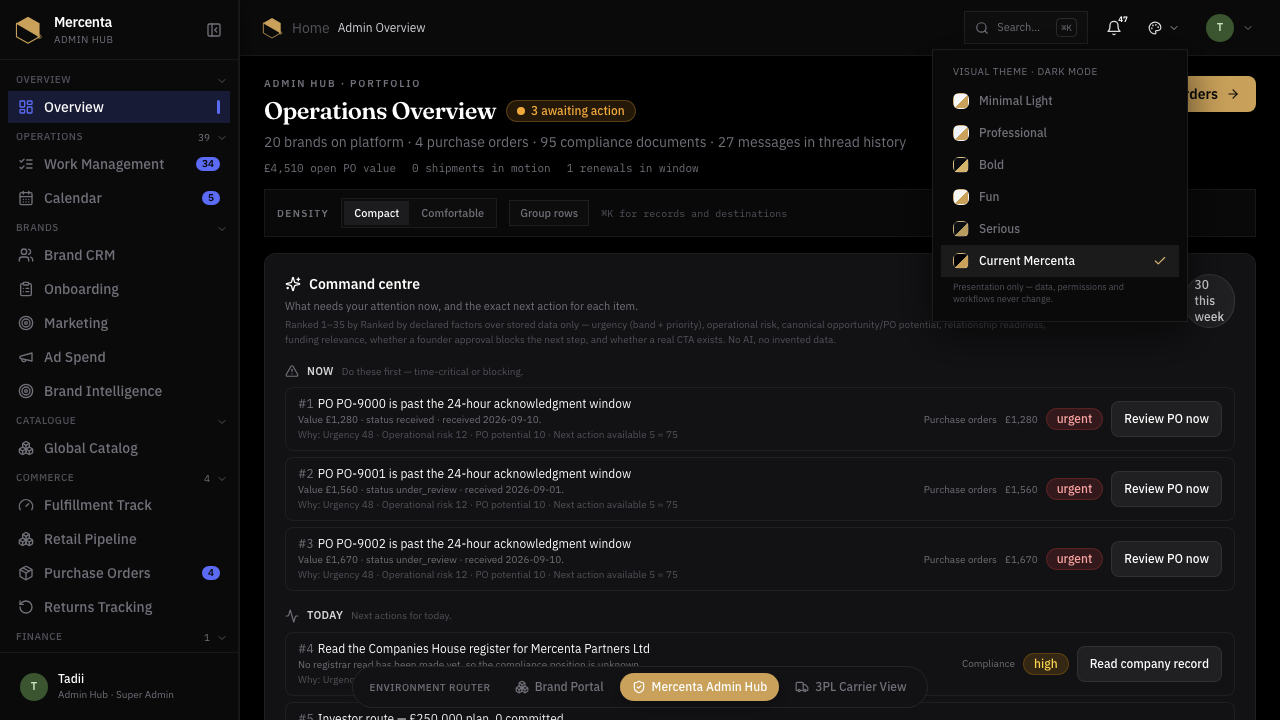 Mercenta
ADMIN HUB
OVERVIEW
Overview
OPERATIONS 39
Work Management 34
Calendar 5
BRANDS
Brand CRM
Onboarding
Marketing
Ad Spend
Brand Intelligence
CATALOGUE
Global Catalog
COMMERCE 4
Fulfillment Track
Retail Pipeline
Purchase Orders 4
Returns Tracking
FINANCE 1
T
Tadii
Admin Hub · Super Admin
Home Admin Overview
Search... ⌘K
47
T
ADMIN HUB · PORTFOLIO
Operations Overview 3 awaiting action
20 brands on platform · 4 purchase orders · 95 compliance documents · 27 messages in thread history
£4,510 open PO value 0 shipments in motion 1 renewals in window
DENSITY Compact Comfortable Group rows ⌘K for records and destinations
VISUAL THEME · DARK MODE
Minimal Light
Professional
Bold
Fun
Serious
Current Mercenta
Presentation only — data, permissions and
workflows never change.
Command centre
What needs your attention now, and the exact next action for each item.
Ranked 1–35 by Ranked by declared factors over stored data only — urgency (band + priority), operational risk, canonical opportunity/PO potential, relationship readiness,
funding relevance, whether a founder approval blocks the next step, and whether a real CTA exists. No AI, no invented data.
30
this
week
NOW Do these first — time-critical or blocking.
#1 PO PO-9000 is past the 24-hour acknowledgment window
Value £1,280 · status received · received 2026-09-10.
Why: Urgency 48 · Operational risk 12 · PO potential 10 · Next action available 5 = 75
Purchase orders £1,280 urgent Review PO now
#2 PO PO-9001 is past the 24-hour acknowledgment window
Value £1,560 · status under_review · received 2026-09-01.
Why: Urgency 48 · Operational risk 12 · PO potential 10 · Next action available 5 = 75
Purchase orders £1,560 urgent Review PO now
#3 PO PO-9002 is past the 24-hour acknowledgment window
Value £1,670 · status under_review · received 2026-09-10.
Why: Urgency 48 · Operational risk 12 · PO potential 10 · Next action available 5 = 75
Purchase orders £1,670 urgent Review PO now
TODAY Next actions for today.
#4 Read the Companies House register for Mercenta Partners Ltd
No registrar read has been made yet, so the compliance position is unknown.
Why: Urgen
Compliance high Read company record
#5 Investor route — £250,000 plan, 0 committed
ENVIRONMENT ROUTER Brand Portal Mercenta Admin Hub 3PL Carrier View